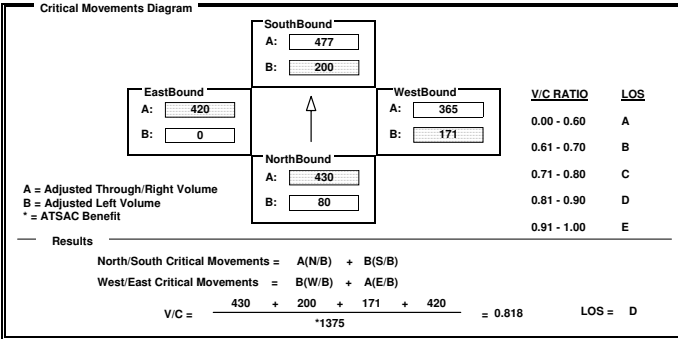 Critical Movements Diagram
SouthBound
A: 477
B: 200
EastBound
A: 420
B: 0
WestBound
A: 365
B: 171
NorthBound
A: 430
B: 80
V/C RATIO LOS
0.00 - 0.60 A
0.61 - 0.70 B
0.71 - 0.80 C
0.81 - 0.90 D
0.91 - 1.00 E
A = Adjusted Through/Right Volume
B = Adjusted Left Volume
* = ATSAC Benefit
Results
North/South Critical Movements = A(N/B) + B(S/B)
West/East Critical Movements = B(W/B) + A(E/B)
V/C = 430 + 200 + 171 + 420 = 0.818 LOS = D
*1375